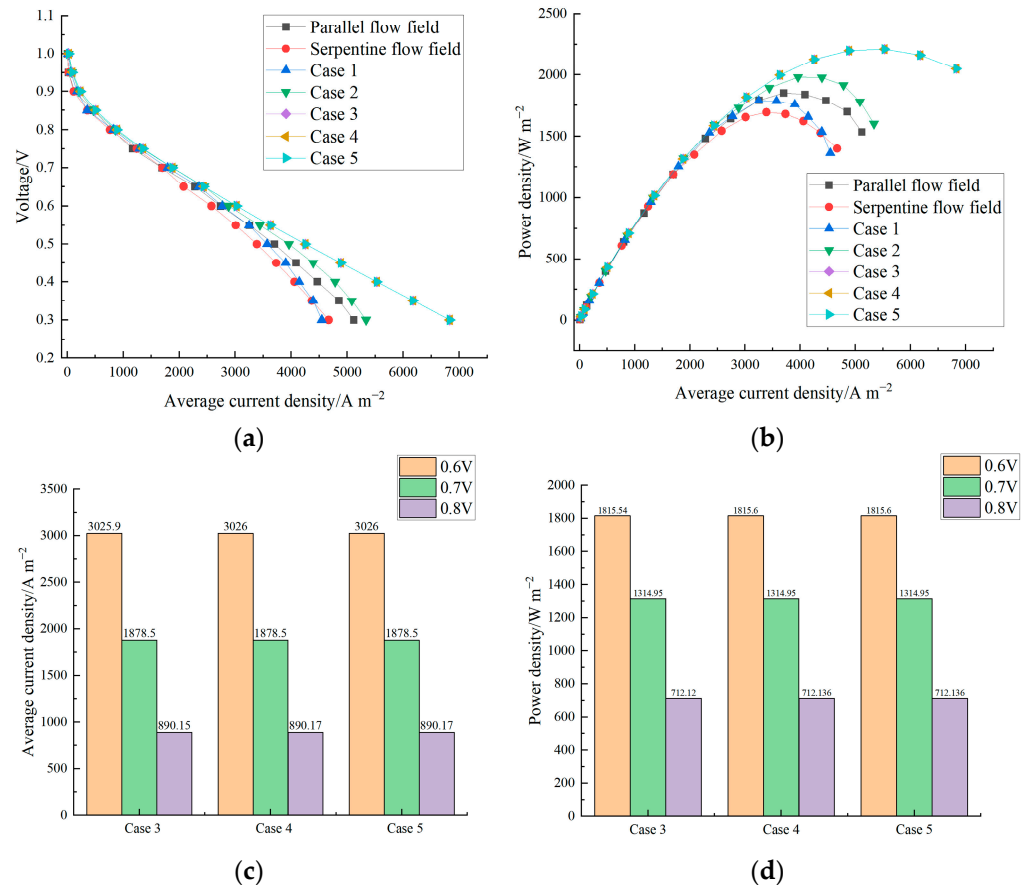 1.1
1.0
0.9
0.8
0.7
0.6
0.5
0.4
0.3
0.2
Voltage/V
0 1000 2000 3000 4000 5000 6000 7000
Average current density/A m−2
Parallel flow field
Serpentine flow field
Case 1
Case 2
Case 3
Case 4
Case 5
(a)
2500
2000
1500
1000
500
0
Power density/W m−2
0 1000 2000 3000 4000 5000 6000 7000
Average current density/A m−2
Parallel flow field
Serpentine flow field
Case 1
Case 2
Case 3
Case 4
Case 5
(b)
0.6V
0.7V
0.8V
3500
3000
2500
2000
1500
1000
500
0
Average current density/A m−2
3025.9 3026 3026
1878.5 1878.5 1878.5
890.15 890.17 890.17
Case 3 Case 4 Case 5
(c)
0.6V
0.7V
0.8V
2000
1800
1600
1400
1200
1000
800
600
400
200
0
Power density/W m−2
1815.54 1815.6 1815.6
1314.95 1314.95 1314.95
712.12 712.136 712.136
Case 3 Case 4 Case 5
(d)